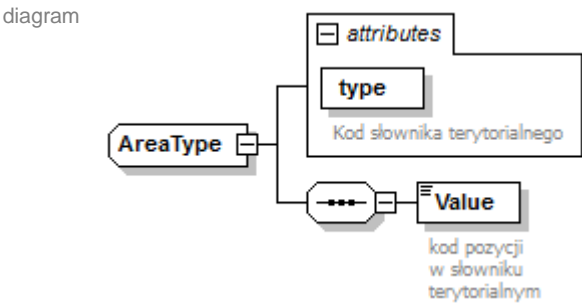 diagram
attributes
type
Kod słownika terytorialnego
AreaType
Value
kod pozycji
w słowniku
terytorialnym